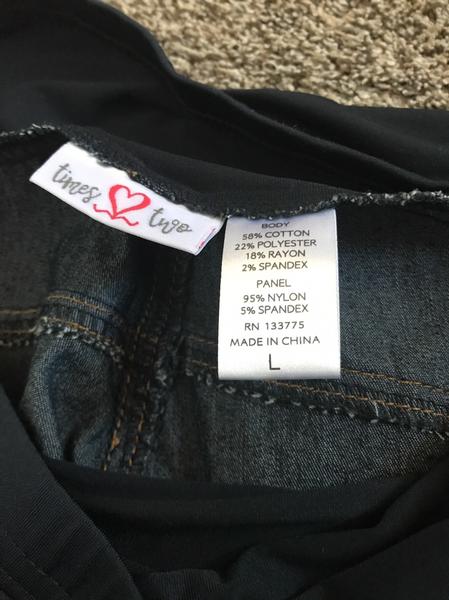 times two
BODY
58% COTTON
22% POLYESTER
18% RAYON
2% SPANDEX
PANEL
95% NYLON
5% SPANDEX
RN 133775
MADE IN CHINA
L